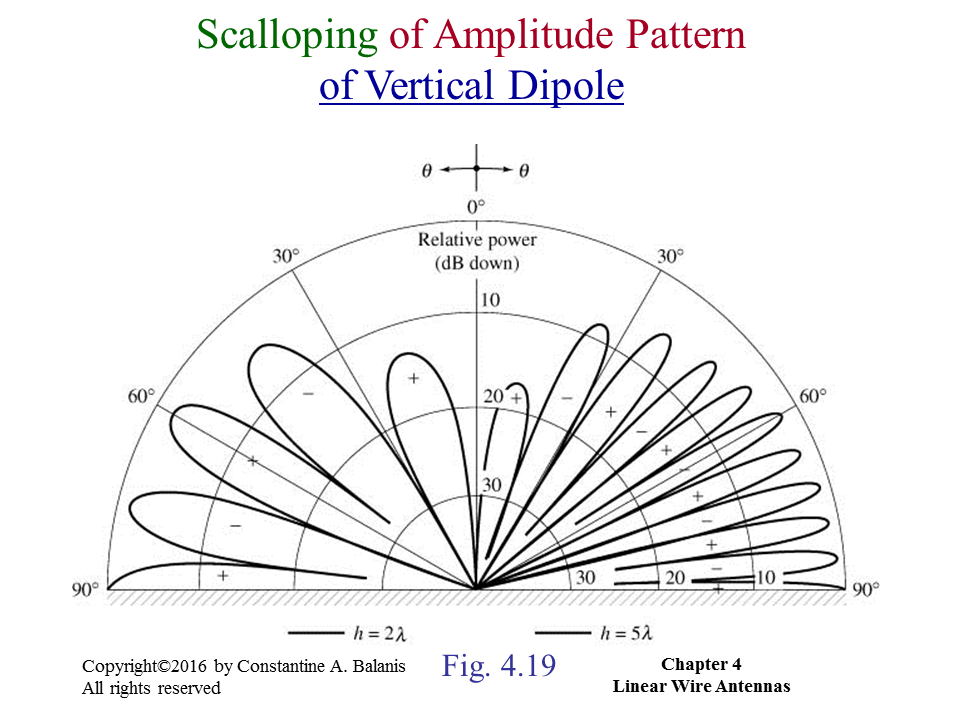 Scalloping of Amplitude Pattern
of Vertical Dipole
θ θ
0°
Relative power
(dB down)
30° 30°
10
60° 60°
20 +
+ −
− +
−
+
+ −
+
30
− −
+
−
+ 30 20 10
+
90° 90°
h = 2λ h = 5λ
Copyright©2016 by Constantine A. Balanis
All rights reserved
Fig. 4.19
Chapter 4
Linear Wire Antennas